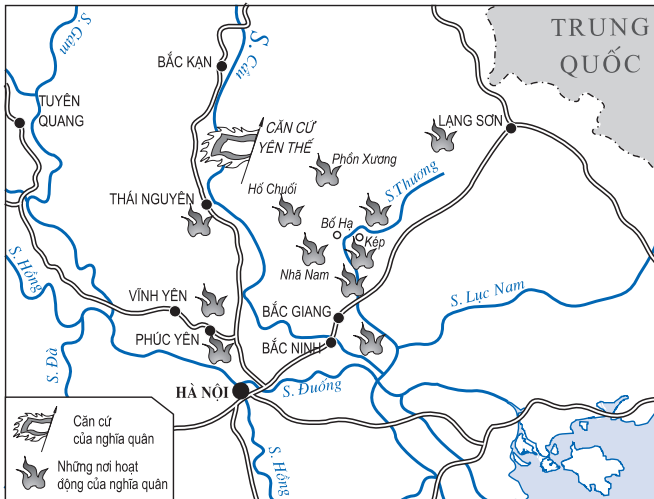 S. Gâm
S. Cầu
TRUNG
QUỐC
BẮC KẠN
TUYÊN
QUANG
LẠNG SƠN
CĂN CỨ
YÊN THẾ
Phồn Xương
Hố Chuối
S.Thương
THÁI NGUYÊN
Bố Hạ
Kép
Nhã Nam
S. Hồng
VĨNH YÊN
S. Lục Nam
BẮC GIANG
PHÚC YÊN
BẮC NINH
S. Đà
HÀ NỘI
S. Đuống
S. Hồng
Căn cứ
của nghĩa quân
Những nơi hoạt
động của nghĩa quân